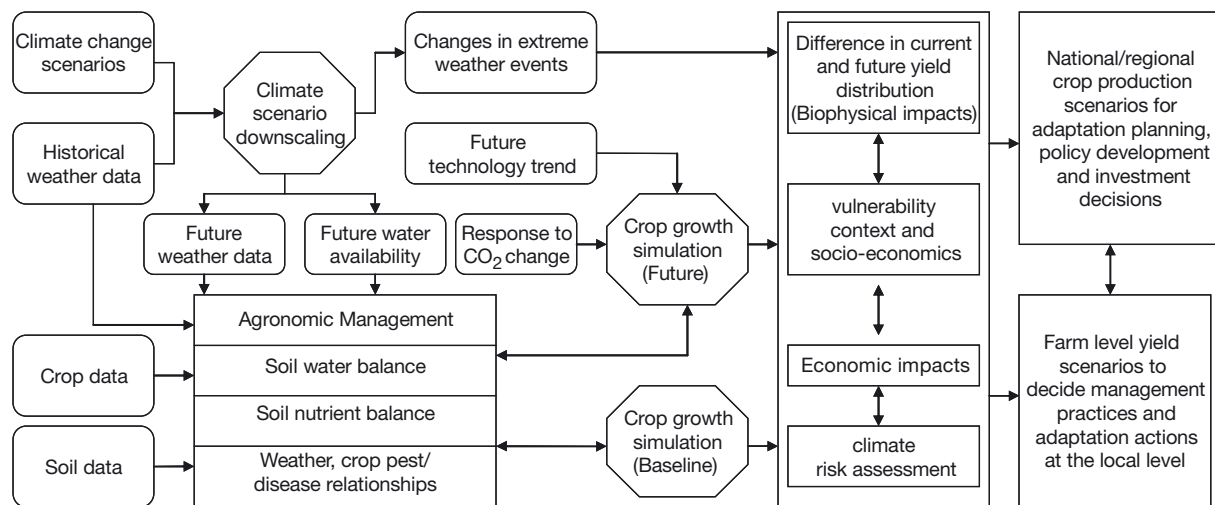 Climate change
scenarios
Historical
weather data
Climate
scenario
downscaling
Changes in extreme
weather events
Future
technology trend
Future
weather data
Future water
availability
Response to
CO2 change
Crop growth
simulation
(Future)
Agronomic Management
Soil water balance
Soil nutrient balance
Weather, crop pest/
disease relationships
Crop data
Soil data
Crop growth
simulation
(Baseline)
Difference in current
and future yield
distribution
(Biophysical impacts)
vulnerability
context and
socio-economics
Economic impacts
climate
risk assessment
National/regional
crop production
scenarios for
adaptation planning,
policy development
and investment
decisions
Farm level yield
scenarios to
decide management
practices and
adaptation actions
at the local level